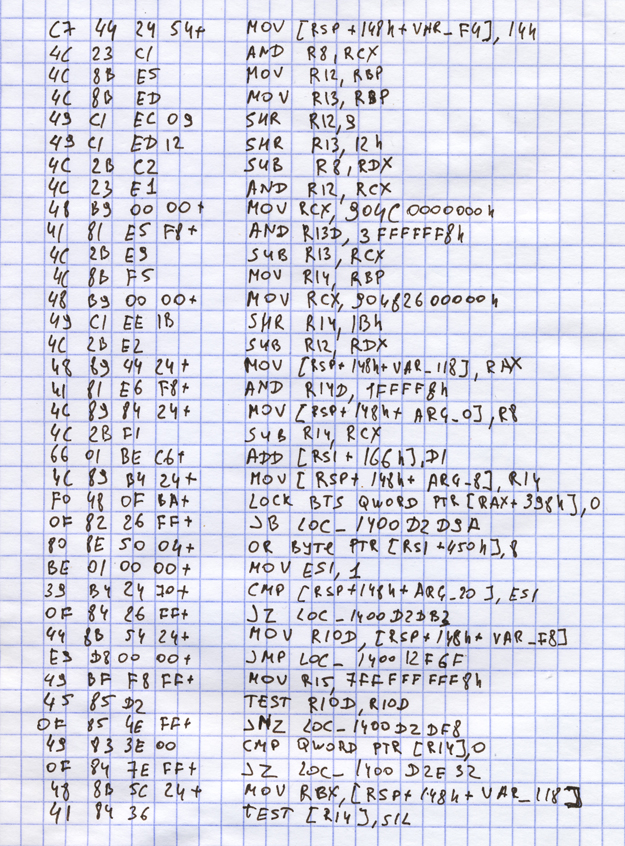 C7 44 24 54+ MOV [RSP+148h+VAR_F4], 14h
4C 23 C1 AND R8, RCX
4C 8B E5 MOV R12, RBP
4C 8B ED MOV R13, RBP
49 C1 EC 09 SHR R12, 9
49 C1 ED 12 SHR R13, 12h
4C 2B C2 SUB R8, RDX
4C 23 E1 AND R12, RCX
48 B9 00 00+ MOV RCX, 904C0000000h
41 81 E5 F8+ AND R13D, 3FFFFFF8h
4C 2B E9 SUB R13, RCX
4C 8B F5 MOV R14, RBP
48 B9 00 00+ MOV RCX, 90482600000h
49 C1 EE 1B SHR R14, 1Bh
4C 2B E2 SUB R12, RDX
48 89 44 24+ MOV [RSP+148h+VAR_118], RAX
41 81 E6 F8+ AND R14D, 1FFFF8h
4C 89 84 24+ MOV [RSP+148h+ARG_0], R8
4C 2B F1 SUB R14, RCX
66 01 BE C6+ ADD [RSI+166h], DI
4C 89 B4 24+ MOV [RSP+148h+ARG_8], R14
F0 48 0F BA+ LOCK BTS QWORD PTR [RAX+398h], 0
0F 82 26 FF+ JB LOC_1400D2D9A
80 8E 50 04+ OR BYTE PTR [RSI+450h], 8
BE 01 00 00+ MOV ESI, 1
39 B4 24 70+ CMP [RSP+148h+ARG_20], ESI
0F 84 26 FF+ JZ LOC_1400D2DB2
44 8B 54 24+ MOV R10D, [RSP+148h+VAR_F8]
E9 D8 00 00+ JMP LOC_140012F6F
49 BF F8 FF+ MOV R15, 7FFFFFFFF8h
45 85 D2 TEST R10D, R10D
0F 85 4E FF+ JNZ LOC_1400D2DF8
49 83 3E 00 CMP QWORD PTR [R14], 0
0F 84 7E FF+ JZ LOC_1400D2E32
48 8B 5C 24+ MOV RBX, [RSP+148h+VAR_118]
41 84 36 TEST [R14], SIL